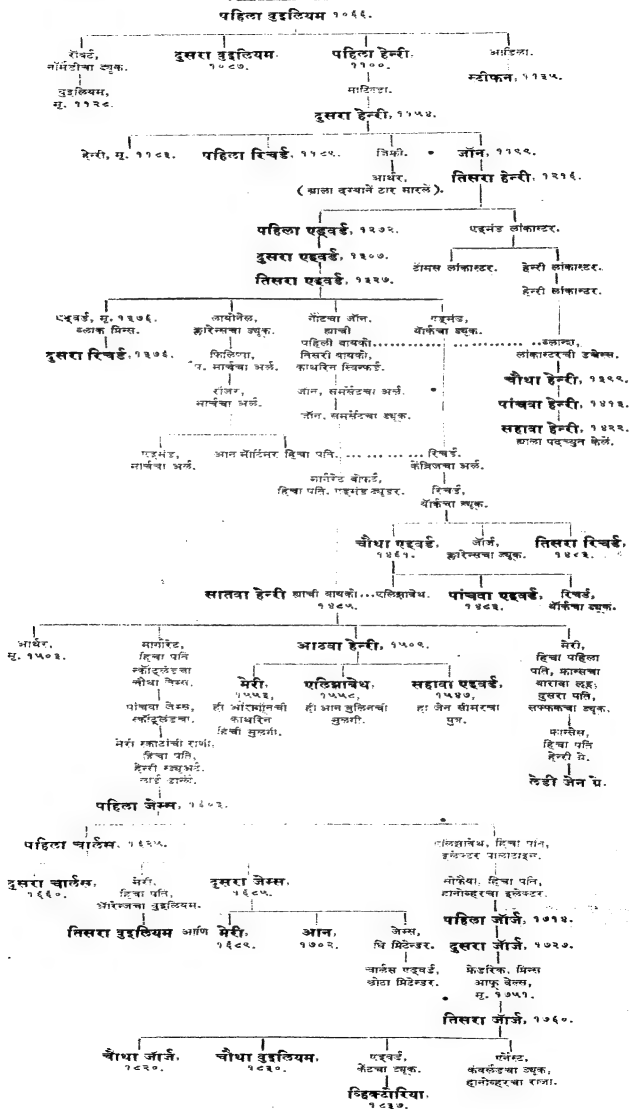 पहिला वुइलियम १०६६.
रॉबर्ट, दुसरा वुइलियम. पहिला हेन्री. आडिला.
नॉर्मंडीचा ड्यूक. १०८७. ११००. स्टीफन, ११३५.
वुइलियम, माटिल्डा.
मृ. ११२८.
दुसरा हेन्री, ११५४.
हेन्री, मृ. ११८३. पहिला रिचर्ड, ११८९. जिफ्री. जॉन, ११९९.
आर्थर, तिसरा हेन्री, १२१६.
(ह्याला दग्यानें ठार मारलें).
पहिला एड्वर्ड, १२७२. एड्मंड लांकास्टर.
दुसरा एड्वर्ड, १३०७. टॉमस लांकास्टर. हेन्री लांकास्टर.
तिसरा एड्वर्ड, १३२७. हेन्री लांकास्टर.
एड्वर्ड, मृ. १३७६. लायोनेल, गाँटचा जॉन. एड्मंड,
ब्लाक प्रिन्स. क्लारेन्सचा ड्यूक. ह्याची यॉर्कचा ड्यूक.
पहिली बायको ब्लान्श,
दुसरा रिचर्ड, १३७६. फिलिप्पा, तिसरी बायको, लांकास्टरची डचेस.
प. मार्चचा अर्ल. काथरिन स्विन्फर्ड. चौथा हेन्री, १३९९.
रॉजर, जॉन, समर्सेटचा अर्ल.
मार्चचा अर्ल. पांचवा हेन्री, १४१३.
जॉन, समर्सेटचा ड्यूक. सहावा हेन्री, १४२२.
ह्याला पदच्युत केलें.
एड्मंड, आन मॉर्टिमर हिचा पति. रिचर्ड.
मार्चचा अर्ल. केंब्रिजचा अर्ल.
मार्गरेट बोफर्ट, रिचर्ड,
हिचा पति. एड्मंड ट्यूडर. यॉर्कचा ड्यूक.
चौथा एड्वर्ड, जॉर्ज, तिसरा रिचर्ड,
१४६१. क्लारेन्सचा ड्यूक. १४८३.
सातवा हेन्री ह्याची बायको...एलिझाबेथ. पांचवा एड्वर्ड, रिचर्ड,
१४८५. १४८३. यॉर्कचा ड्यूक.
आर्थर, मार्गारेट, आठवा हेन्री, १५०९. मेरी,
मृ. १५०३. हिचा पति हिचा पहिला
स्कॉट्लंडचा पति, फ्रान्सचा
चौथा जेम्स. मेरी, एलिझाबेथ, सहावा एड्वर्ड, बारावा लुइ,
१५५३, १५५८, १५४७, दुसरा पति,
पांचवा जेम्स, ही आरागॉनची ही आन बुलिनची हा जेन सीमरचा सफ्फकचा ड्यूक.
स्कॉट्लंडचा. काथरिन मुलगी. पुत्र.
हिची मुलगी. फ्रान्सेस,
मेरी स्काटांची राणी, हिचा पति
हिचा पति, हेन्री ग्रे.
हेन्री स्ट्युअर्ट.
लार्ड डार्न्ले. लेडी जेन ग्रे.
पहिला जेम्स, १६०३.
पहिला चार्लस, १६२५. एलिझाबेथ, हिचा पति,
इलेक्टर पालाटाइन.
दुसरा चार्लस, मेरी, दुसरा जेम्स, सोफैया, हिचा पति,
१६६०. हिचा पति, १६८५. हानोव्हरचा इलेक्टर.
ऑरेन्जचा वुइलियम.
पहिला जॉर्ज, १७१४.
तिसरा वुइलियम आणि मेरी, आन, जेम्स, दुसरा जॉर्ज, १७२७.
१६८९. १७०२. धि प्रिटेन्डर.
चार्लस एड्वर्ड, फ्रेडरिक, प्रिन्स
छोटा प्रिटेन्डर. आफ् वेल्स,
मृ. १७५१.
तिसरा जॉर्ज, १७६०.
चौथा जॉर्ज, चौथा वुइलियम, एड्वर्ड, एर्नेस्ट,
१८२०. १८३०. केंटचा ड्यूक. कंबर्लंडचा ड्यूक,
हानोव्हरचा राजा.
व्हिक्टोरिया,
१८३७.